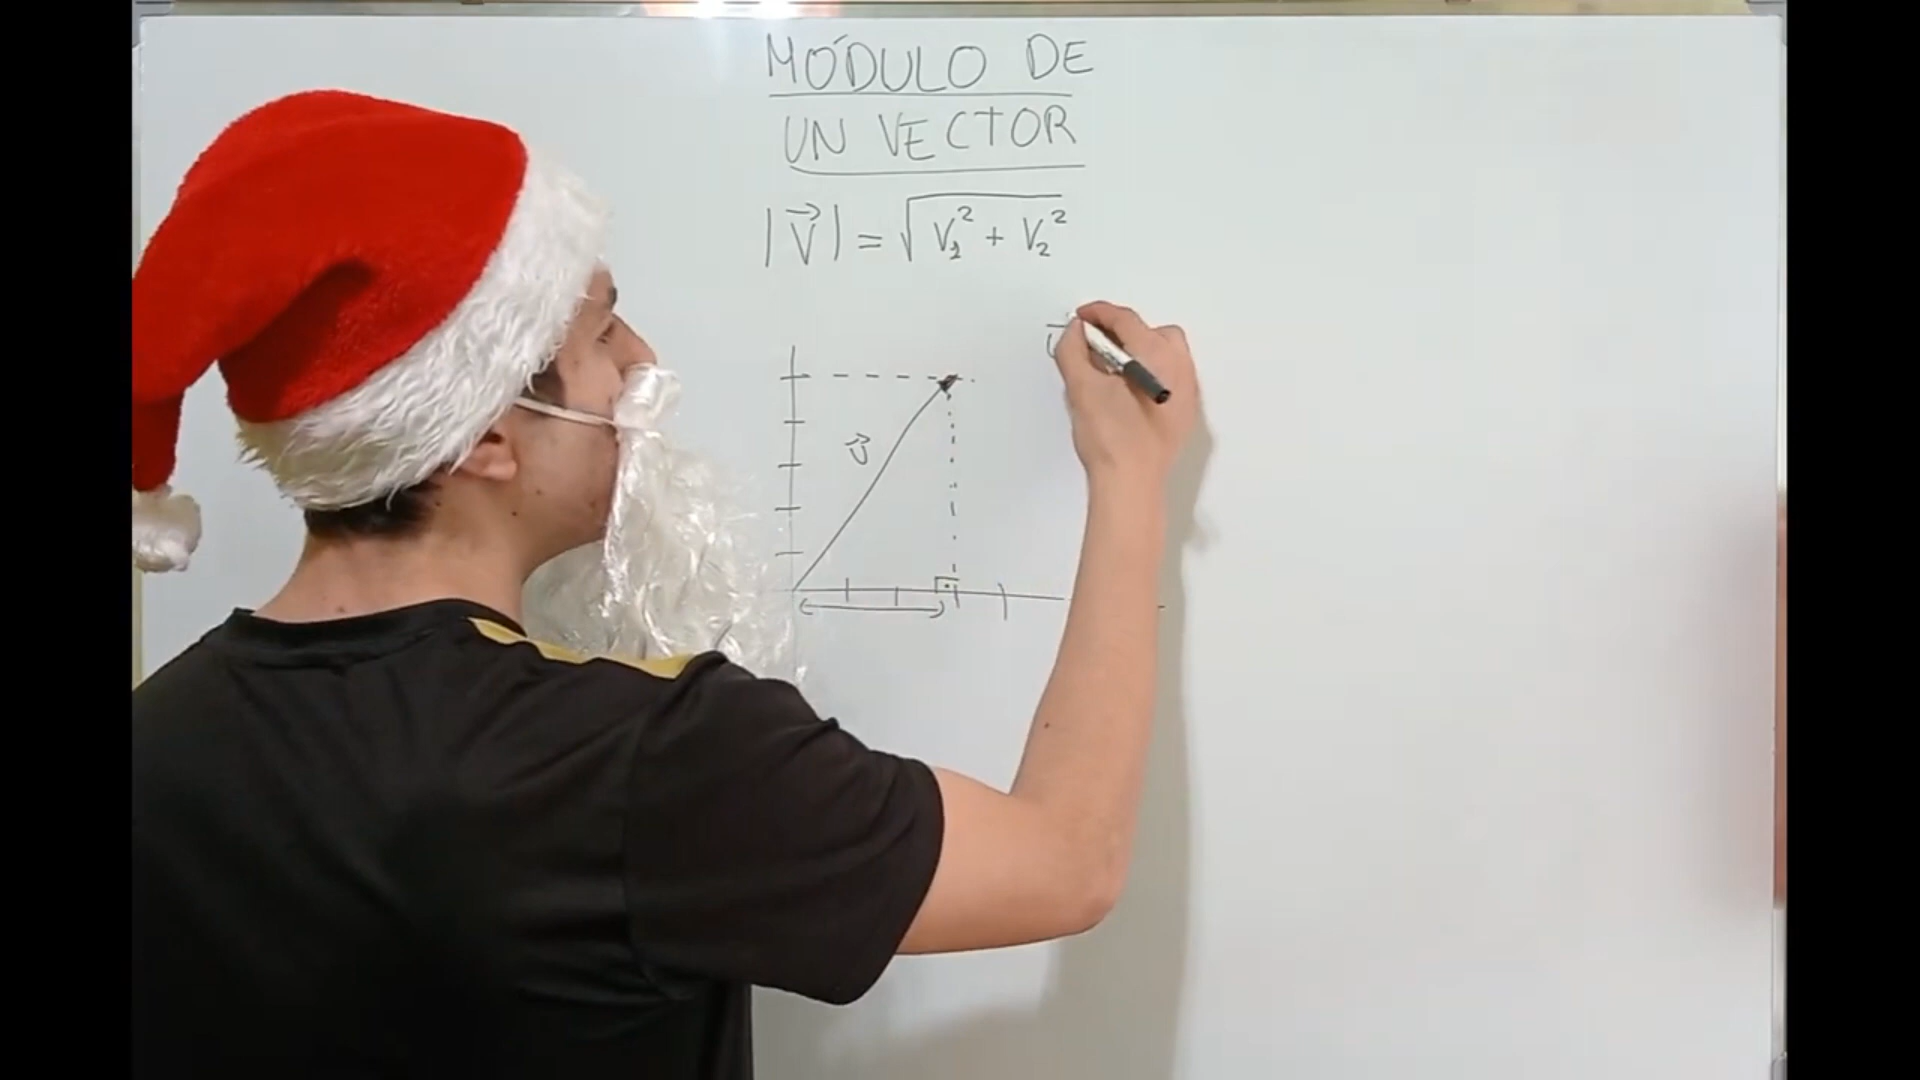 MÓDULO DE
UN VECTOR
|V⃗| = √(V₁² + V₂²)
v⃗